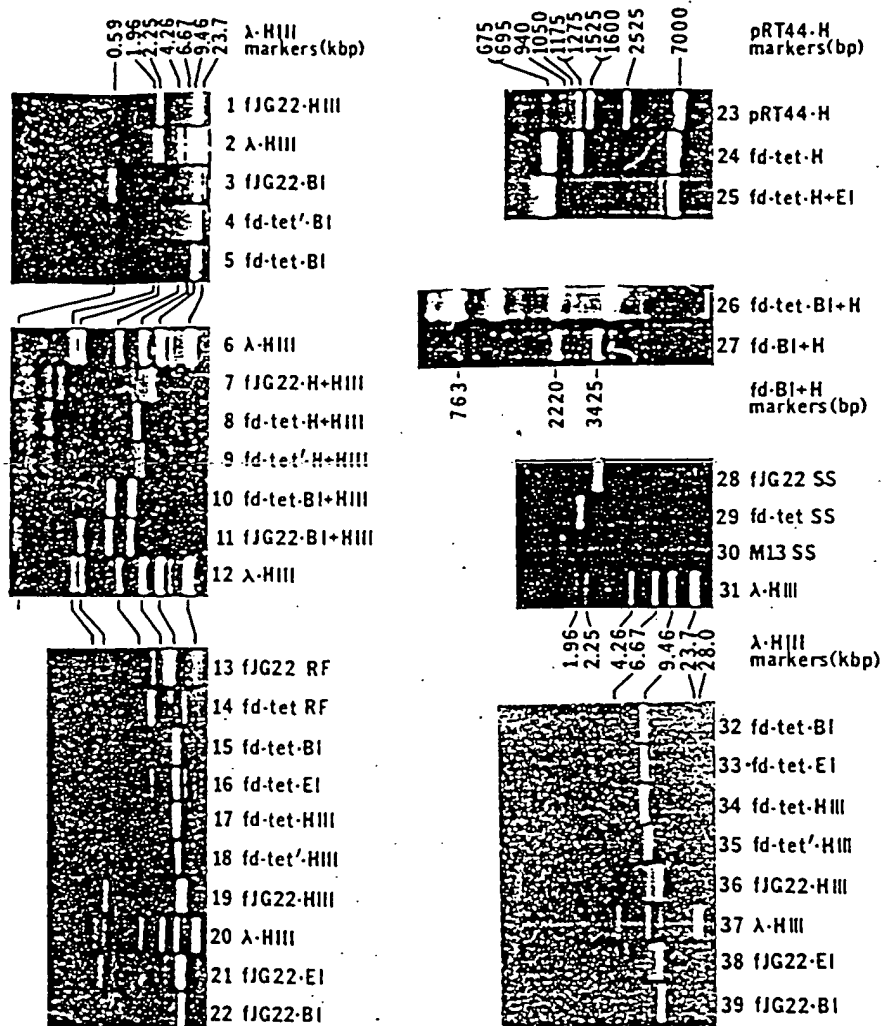 0.59 1.96 2.25 4.26 6.67 9.46 23.7
λ·HIII
markers(kbp)
1 fJG22·HIII
2 λ·HIII
3 fJG22·BI
4 fd-tet'·BI
5 fd-tet·BI
6 λ·HIII
7 fJG22·H+HIII
8 fd-tet·H+HIII
9 fd-tet'·H+HIII
10 fd-tet·BI+HIII
11 fJG22·BI+HIII
12 λ·HIII
13 fJG22 RF
14 fd-tet RF
15 fd-tet·BI
16 fd-tet·EI
17 fd-tet·HIII
18 fd-tet'·HIII
19 fJG22·HIII
20 λ·HIII
21 fJG22·EI
22 fJG22·BI
675 695 940 1050 1175 1275 1525 1600 2525 7000
pRT44·H
markers(bp)
23 pRT44·H
24 fd-tet·H
25 fd-tet·H+EI
26 fd-tet·BI+H
27 fd·BI+H
763 2220 3425
fd·BI+H
markers(bp)
28 fJG22 SS
29 fd-tet SS
30 M13 SS
31 λ·HIII
1.96 2.25 4.26 6.67 9.46 23.7 28.0
λ·HIII
markers(kbp)
32 fd-tet·BI
33 fd-tet·EI
34 fd-tet·HIII
35 fd-tet'·HIII
36 fJG22·HIII
37 λ·HIII
38 fJG22·EI
39 fJG22·BI